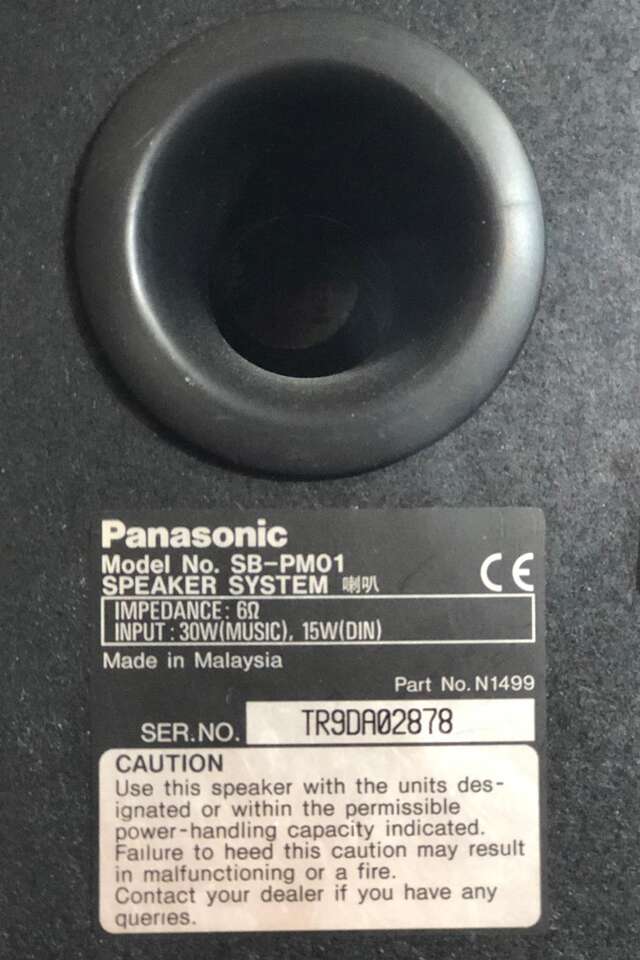 Panasonic
Model No. SB-PM01
SPEAKER SYSTEM 喇叭
CE
IMPEDANCE: 6Ω
INPUT : 30W(MUSIC), 15W(DIN)
Made in Malaysia
Part No. N1499
SER.NO. TR9DA02878
CAUTION
Use this speaker with the units des-
ignated or within the permissible
power-handling capacity indicated.
Failure to heed this caution may result
in malfunctioning or a fire.
Contact your dealer if you have any
queries.